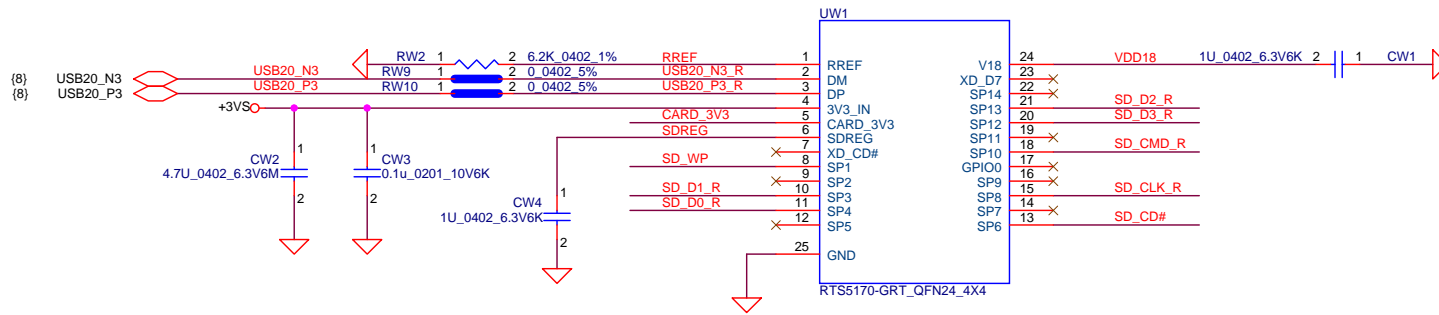 UW1
RW2 1 2 6.2K_0402_1% RREF 1 RREF V18 24 VDD18 1U_0402_6.3V6K 2 1 CW1
{8} USB20_N3 USB20_N3 RW9 1 2 0_0402_5% USB20_N3_R 2 DM XD_D7 23
{8} USB20_P3 USB20_P3 RW10 1 2 0_0402_5% USB20_P3_R 3 DP SP14 22
+3VS 4 3V3_IN SP13 21 SD_D2_R
CARD_3V3 5 CARD_3V3 SP12 20 SD_D3_R
SDREG 6 SDREG SP11 19
7 XD_CD# SP10 18 SD_CMD_R
SD_WP 8 SP1 GPIO0 17
9 SP2 SP9 16
SD_D1_R 10 SP3 SP8 15 SD_CLK_R
SD_D0_R 11 SP4 SP7 14
12 SP5 SP6 13 SD_CD#
25 GND
RTS5170-GRT_QFN24_4X4
1
CW2
4.7U_0402_6.3V6M
2
1
CW3
0.1u_0201_10V6K
2
1
CW4
1U_0402_6.3V6K
2